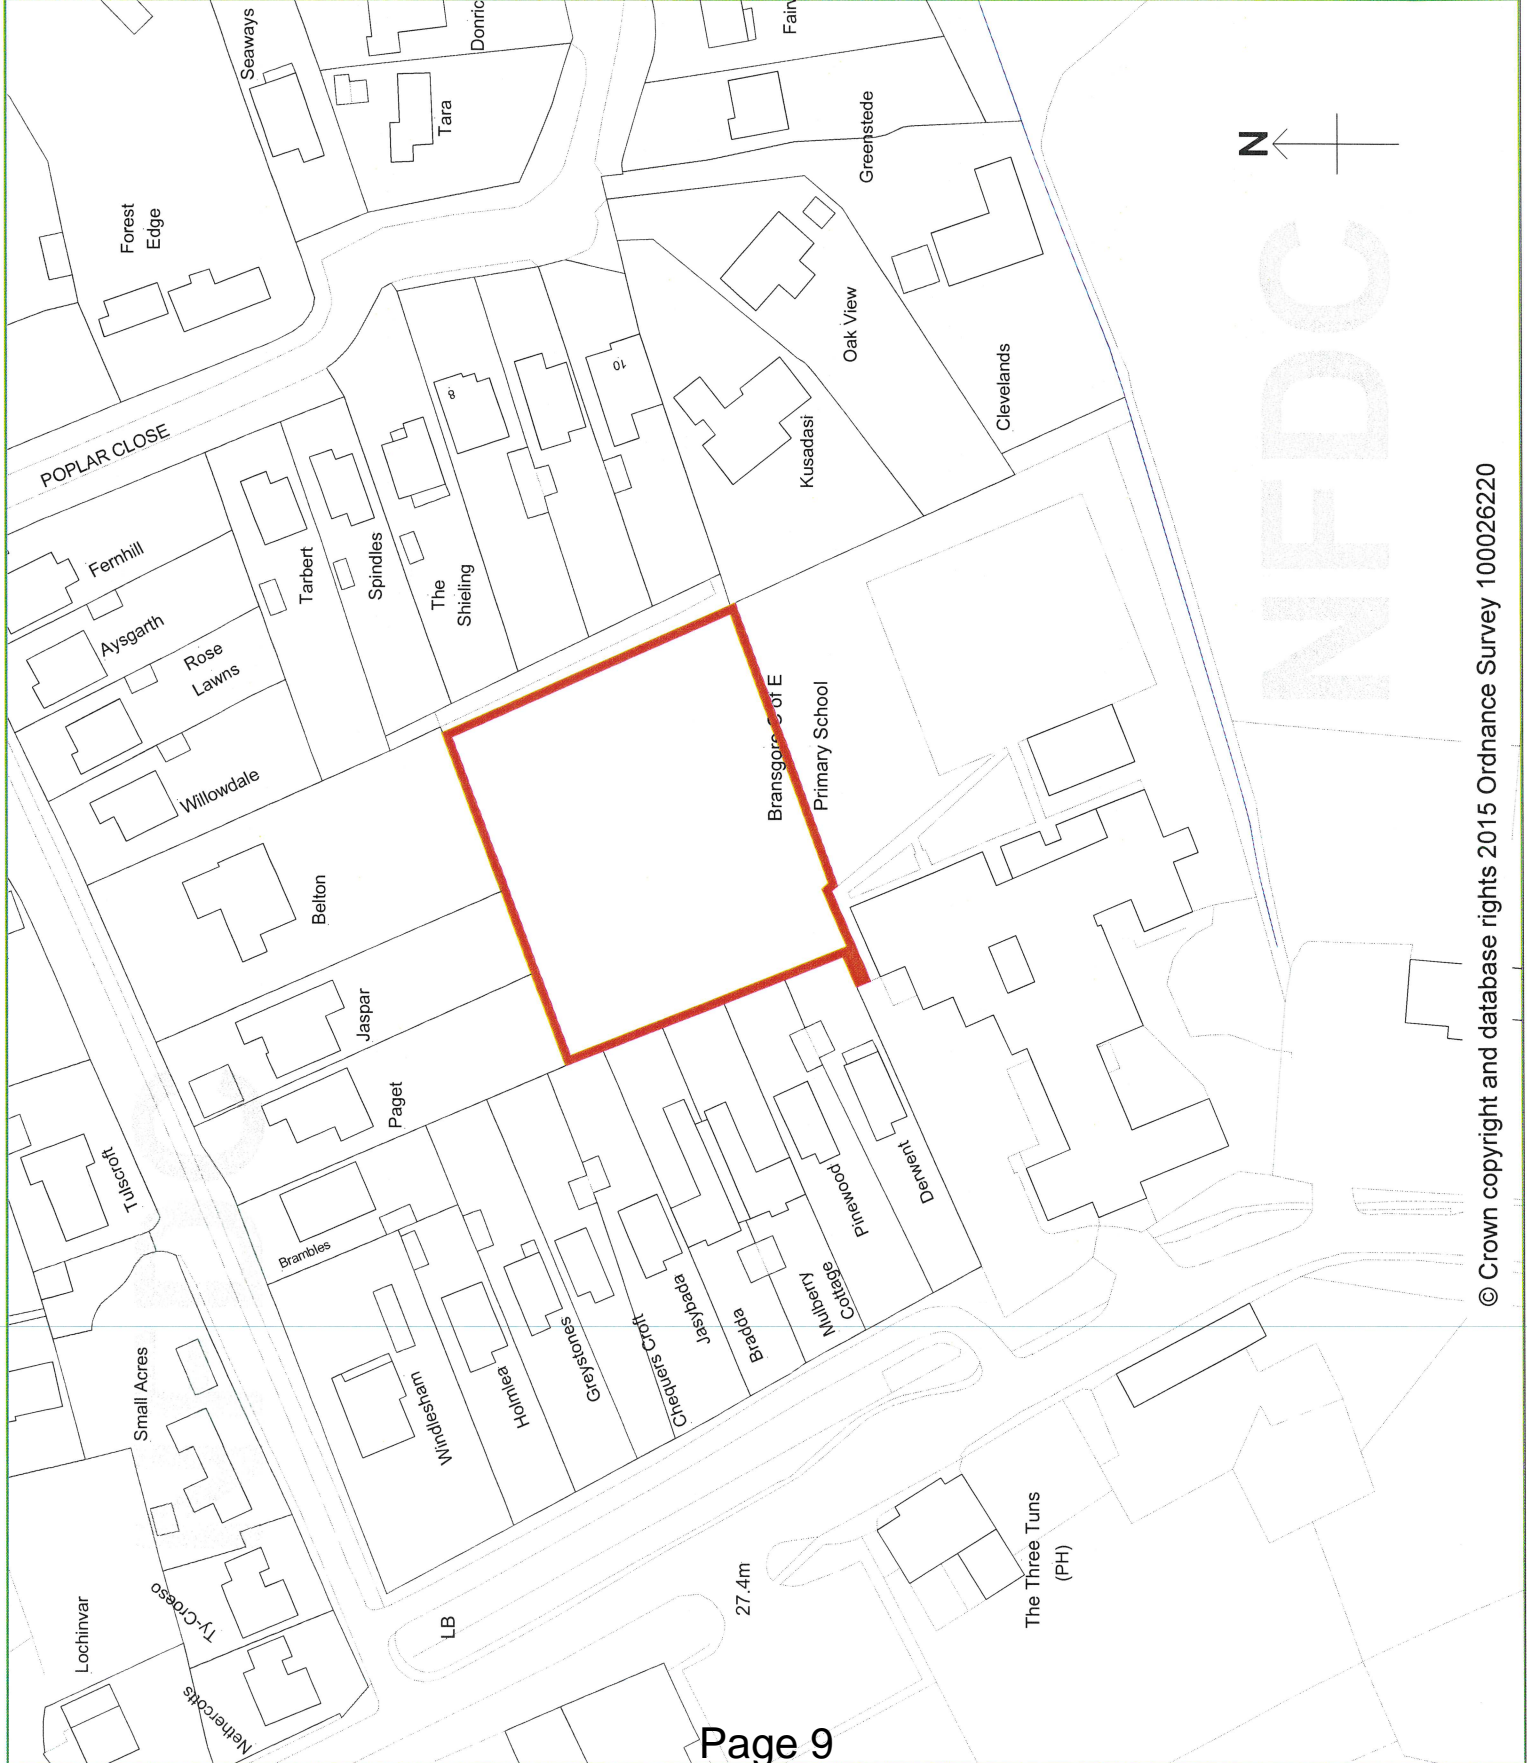 Seaways
Donric
Fair
Tara
Forest
Edge
Greenstede
N
POPLAR CLOSE
8
10
Oak View
Clevelands
Kusadasi
Fernhill
Aysgarth
Rose
Lawns
Tarbert
Spindles
The
Shieling
Willowdale
Belton
Bransgore C of E
Primary School
NFDC
Jaspar
Paget
Tulscroft
Brambles
Pinewood
Derwent
Mulberry
Cottage
Bradda
Jasybada
Chequers Croft
Greystones
Holmlea
Windlesham
Small Acres
Lochinvar
Ty-Croeso
Nethercotts
LB
27.4m
The Three Tuns
(PH)
© Crown copyright and database rights 2015 Ordnance Survey 100026220
Page 9